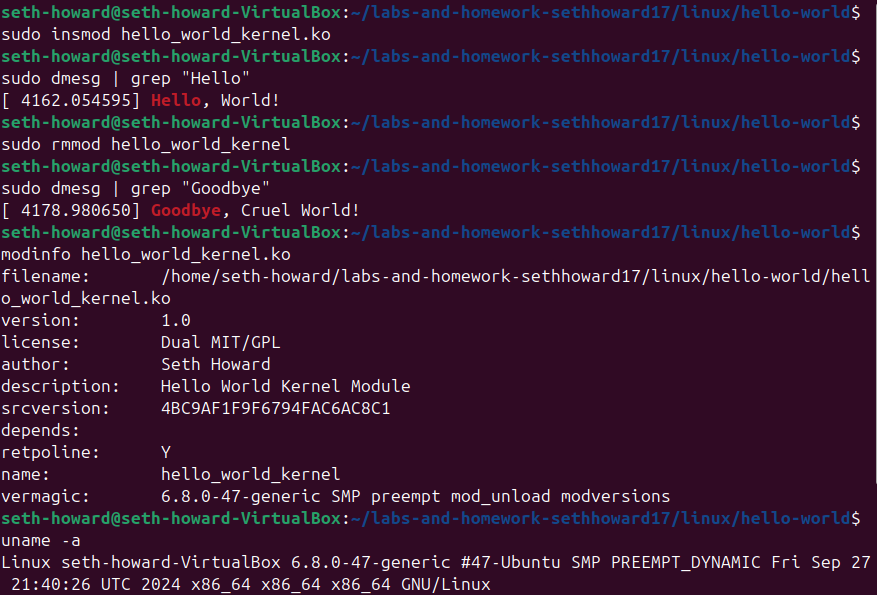 seth-howard@seth-howard-VirtualBox:~/labs-and-homework-sethhoward17/linux/hello-world$
sudo insmod hello_world_kernel.ko
seth-howard@seth-howard-VirtualBox:~/labs-and-homework-sethhoward17/linux/hello-world$
sudo dmesg | grep "Hello"
[ 4162.054595] Hello, World!
seth-howard@seth-howard-VirtualBox:~/labs-and-homework-sethhoward17/linux/hello-world$
sudo rmmod hello_world_kernel
seth-howard@seth-howard-VirtualBox:~/labs-and-homework-sethhoward17/linux/hello-world$
sudo dmesg | grep "Goodbye"
[ 4178.980650] Goodbye, Cruel World!
seth-howard@seth-howard-VirtualBox:~/labs-and-homework-sethhoward17/linux/hello-world$
modinfo hello_world_kernel.ko
filename:       /home/seth-howard/labs-and-homework-sethhoward17/linux/hello-world/hell
o_world_kernel.ko
version:        1.0
license:        Dual MIT/GPL
author:         Seth Howard
description:    Hello World Kernel Module
srcversion:     4BC9AF1F9F6794FAC6AC8C1
depends:
retpoline:      Y
name:           hello_world_kernel
vermagic:       6.8.0-47-generic SMP preempt mod_unload modversions
seth-howard@seth-howard-VirtualBox:~/labs-and-homework-sethhoward17/linux/hello-world$
uname -a
Linux seth-howard-VirtualBox 6.8.0-47-generic #47-Ubuntu SMP PREEMPT_DYNAMIC Fri Sep 27
 21:40:26 UTC 2024 x86_64 x86_64 x86_64 GNU/Linux